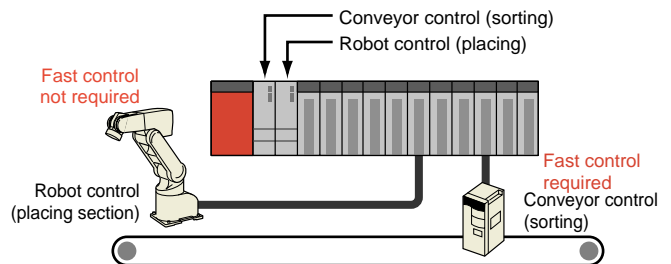 Conveyor control (sorting)
Robot control (placing)
Fast control
not required
Robot control
(placing section)
Fast control
required
Conveyor control
(sorting)